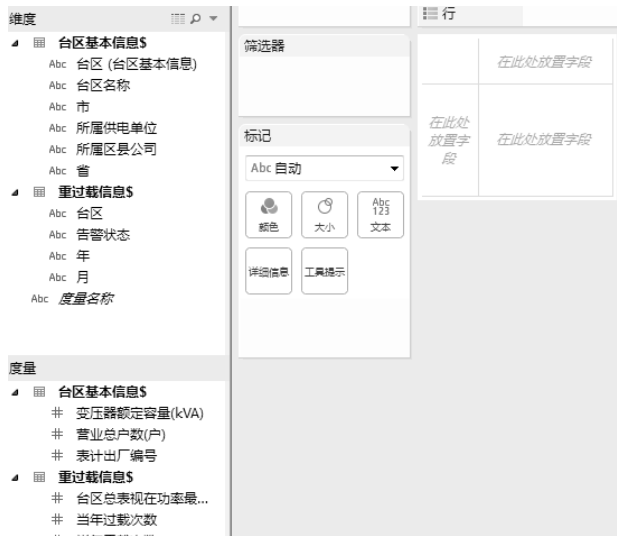 维度
台区基本信息$
Abc 台区 (台区基本信息)
Abc 台区名称
Abc 市
Abc 所属供电单位
Abc 所属区县公司
Abc 省
重过载信息$
Abc 台区
Abc 告警状态
Abc 年
Abc 月
Abc 度量名称
度量
台区基本信息$
# 变压器额定容量(kVA)
# 营业总户数(户)
# 表计出厂编号
重过载信息$
# 台区总表视在功率最...
# 当年过载次数
筛选器
标记
Abc 自动
颜色
大小
Abc
123
文本
详细信息
工具提示
行
在此处放置字段
在此处
放置字
段
在此处放置字段